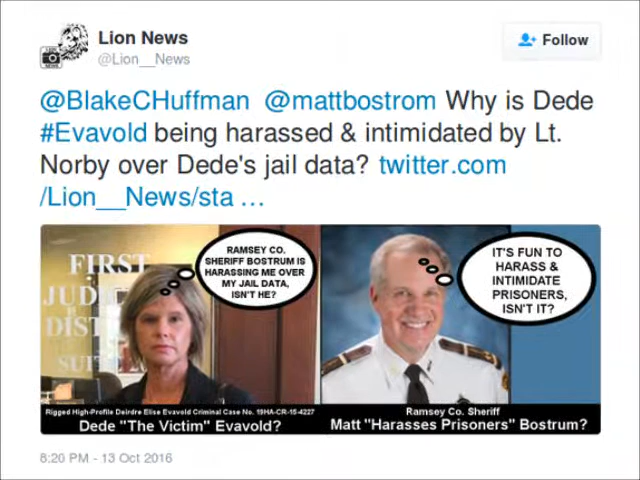 Lion News
@Lion__News
Follow
@BlakeCHuffman @mattbostrom Why is Dede
#Evavold being harassed & intimidated by Lt.
Norby over Dede's jail data? twitter.com
/Lion__News/sta ...
FIRST
JUD
DIST
SUIT
RAMSEY CO.
SHERIFF BOSTRUM IS
HARASSING ME OVER
MY JAIL DATA,
ISN'T HE?
IT'S FUN TO
HARASS &
INTIMIDATE
PRISONERS,
ISN'T IT?
Rigged High-Profile Deirdre Elise Evavold Criminal Case No. 19HA-CR-15-4227
Dede "The Victim" Evavold?
Ramsey Co. Sheriff
Matt "Harasses Prisoners" Bostrum?
8:20 PM - 13 Oct 2016